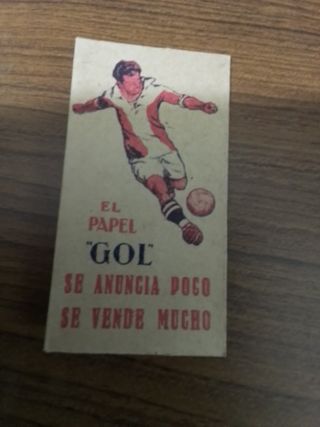 EL
PAPEL
"GOL"
SE ANUNCIA POCO
SE VENDE MUCHO